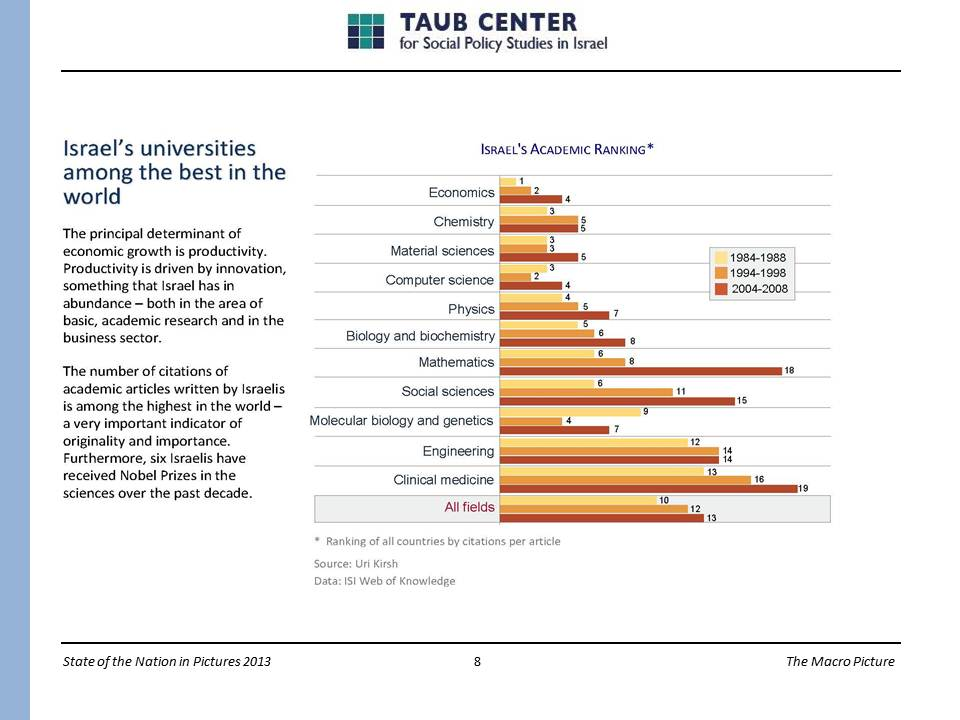 TAUB CENTER
for Social Policy Studies in Israel
Israel's universities
among the best in the
world
The principal determinant of
economic growth is productivity.
Productivity is driven by innovation,
something that Israel has in
abundance – both in the area of
basic, academic research and in the
business sector.
The number of citations of
academic articles written by Israelis
is among the highest in the world –
a very important indicator of
originality and importance.
Furthermore, six Israelis have
received Nobel Prizes in the
sciences over the past decade.
ISRAEL'S ACADEMIC RANKING*
Economics
1
2
4
Chemistry
3
5
5
Material sciences
3
3
5
Computer science
3
2
4
Physics
4
5
7
Biology and biochemistry
5
6
8
Mathematics
6
8
18
Social sciences
6
11
15
Molecular biology and genetics
9
4
7
Engineering
12
14
14
Clinical medicine
13
16
19
All fields
10
12
13
1984-1988
1994-1998
2004-2008
* Ranking of all countries by citations per article
Source: Uri Kirsh
Data: ISI Web of Knowledge
State of the Nation in Pictures 2013
8
The Macro Picture